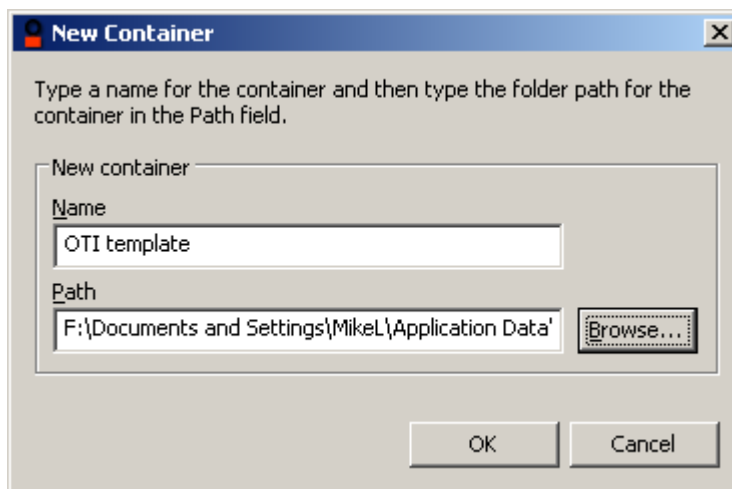 New Container
Type a name for the container and then type the folder path for the
container in the Path field.
New container
Name
OTI template
Path
F:\Documents and Settings\MikeL\Application Data'
Browse...
OK
Cancel